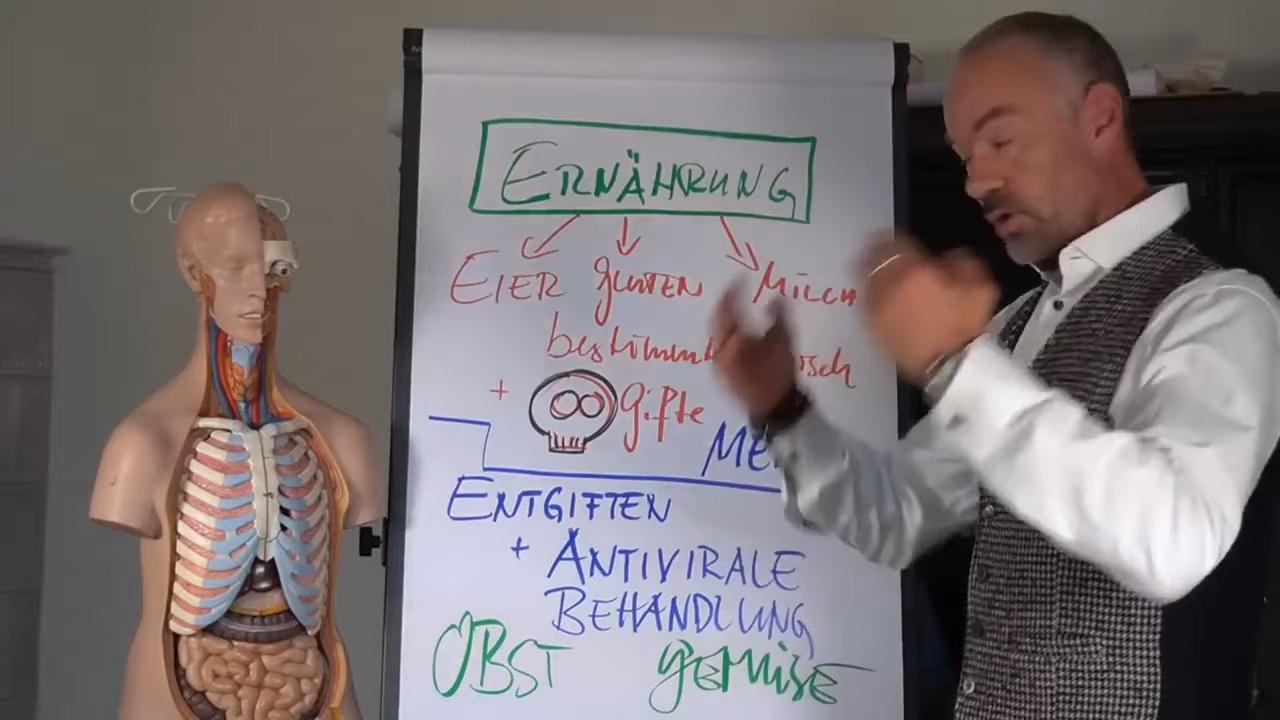 ERNÄHRUNG
EIER GLUTEN MILCH
+ gifte
ENTGIFTEN
+ ANTIVIRALE
BEHANDLUNG
OBST GEMÜSE